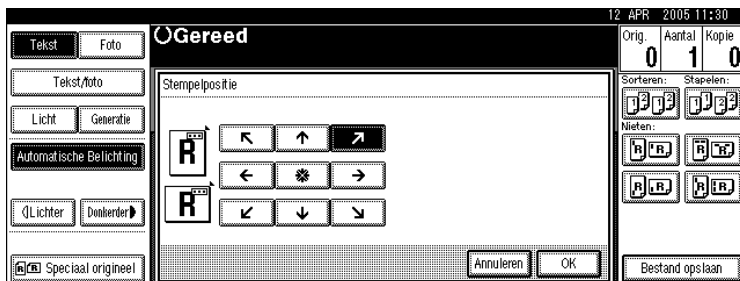 12 APR 2005 11:30
Tekst Foto
Gereed
Orig. Aantal Kopie
0 1 0
Tekst/foto
Stempelpositie
Sorteren: Stapelen:
Licht Generatie
Nieten:
Automatische Belichting
Lichter Donkerder
Speciaal origineel
Annuleren OK
Bestand opslaan